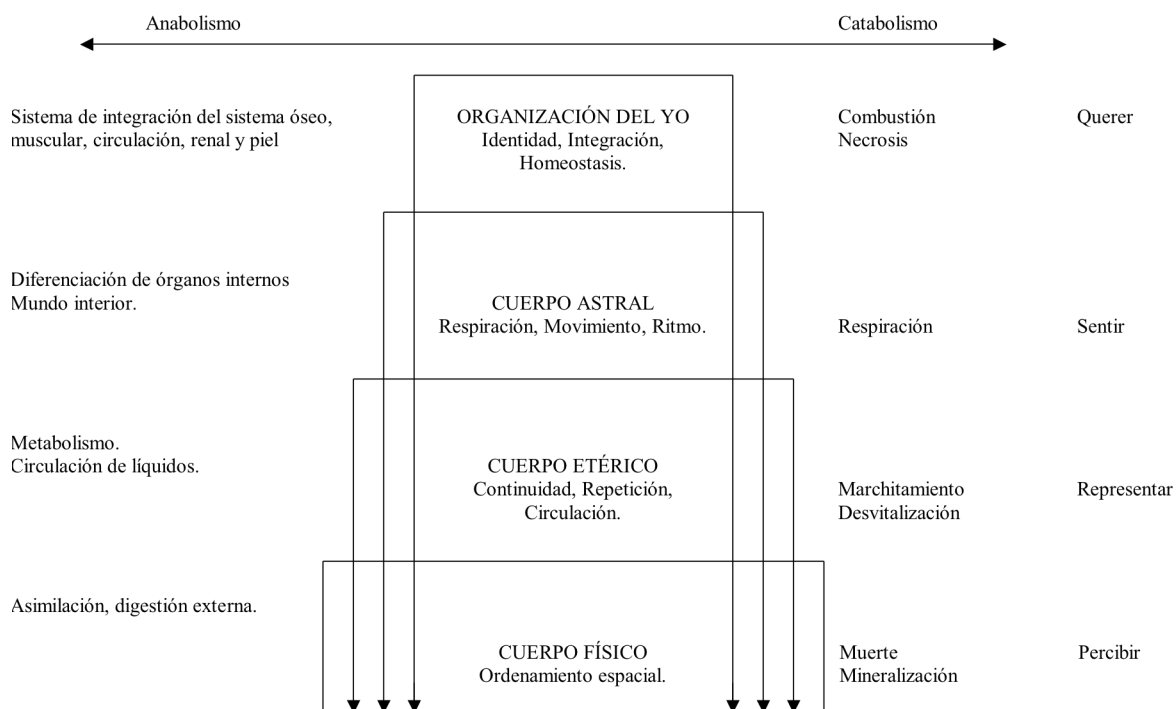 Anabolismo
Catabolismo
Sistema de integración del sistema óseo,
muscular, circulación, renal y piel
ORGANIZACIÓN DEL YO
Identidad, Integración,
Homeostasis.
Combustión
Necrosis
Querer
Diferenciación de órganos internos
Mundo interior.
CUERPO ASTRAL
Respiración, Movimiento, Ritmo.
Respiración
Sentir
Metabolismo.
Circulación de líquidos.
CUERPO ETÉRICO
Continuidad, Repetición,
Circulación.
Marchitamiento
Desvitalización
Representar
Asimilación, digestión externa.
CUERPO FÍSICO
Ordenamiento espacial.
Muerte
Mineralización
Percibir